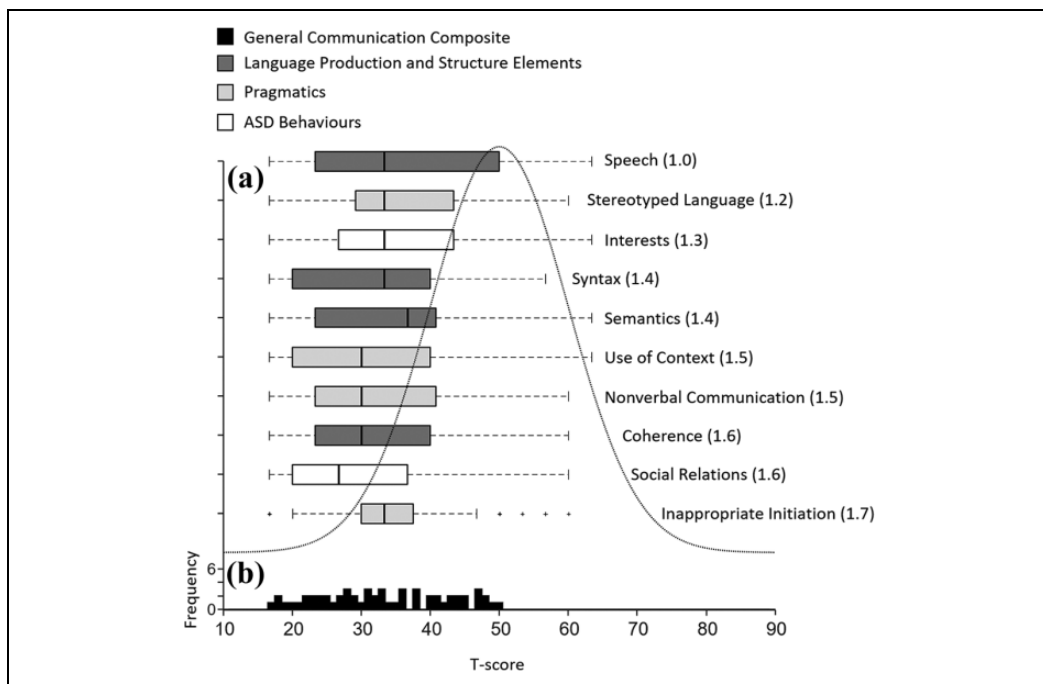 General Communication Composite
Language Production and Structure Elements
Pragmatics
ASD Behaviours
(a)
Speech (1.0)
Stereotyped Language (1.2)
Interests (1.3)
Syntax (1.4)
Semantics (1.4)
Use of Context (1.5)
Nonverbal Communication (1.5)
Coherence (1.6)
Social Relations (1.6)
Inappropriate Initiation (1.7)
(b)
Frequency
6
0
10 20 30 40 50 60 70 80 90
T-score